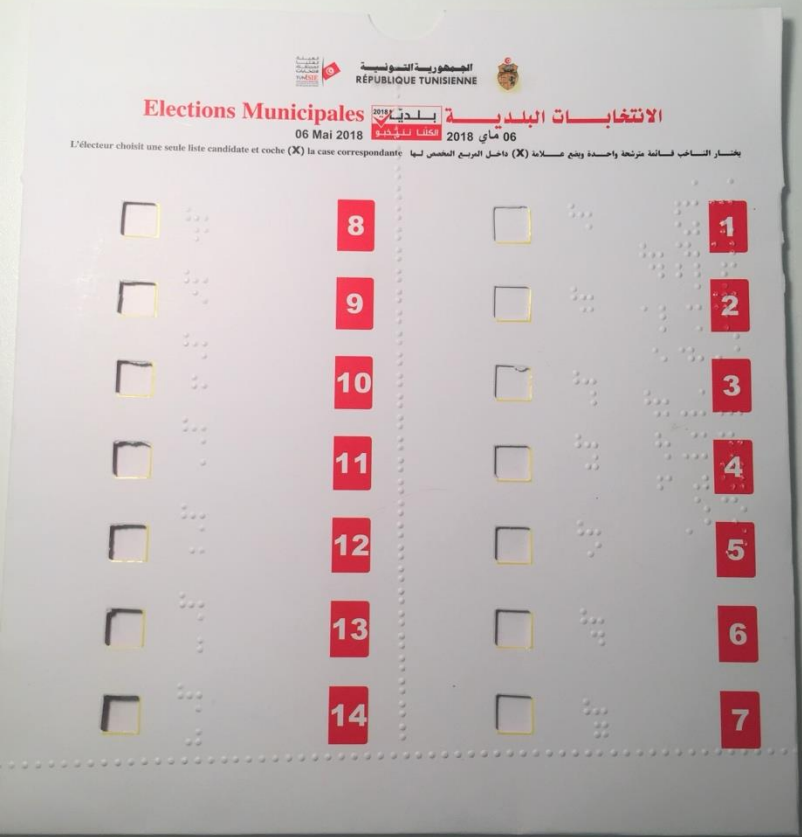 الجمهورية التونسية
RÉPUBLIQUE TUNISIENNE
Elections Municipales
الانتخابات البلدية
2018
بلدية
06 Mai 2018
06 ماي 2018
L'électeur choisit une seule liste candidate et coche (X) la case correspondante
يختار الناخب قائمة مترشحة واحدة ويضع علامة (X) داخل المربع المخصص لها
8
1
9
2
10
3
11
4
12
5
13
6
14
7